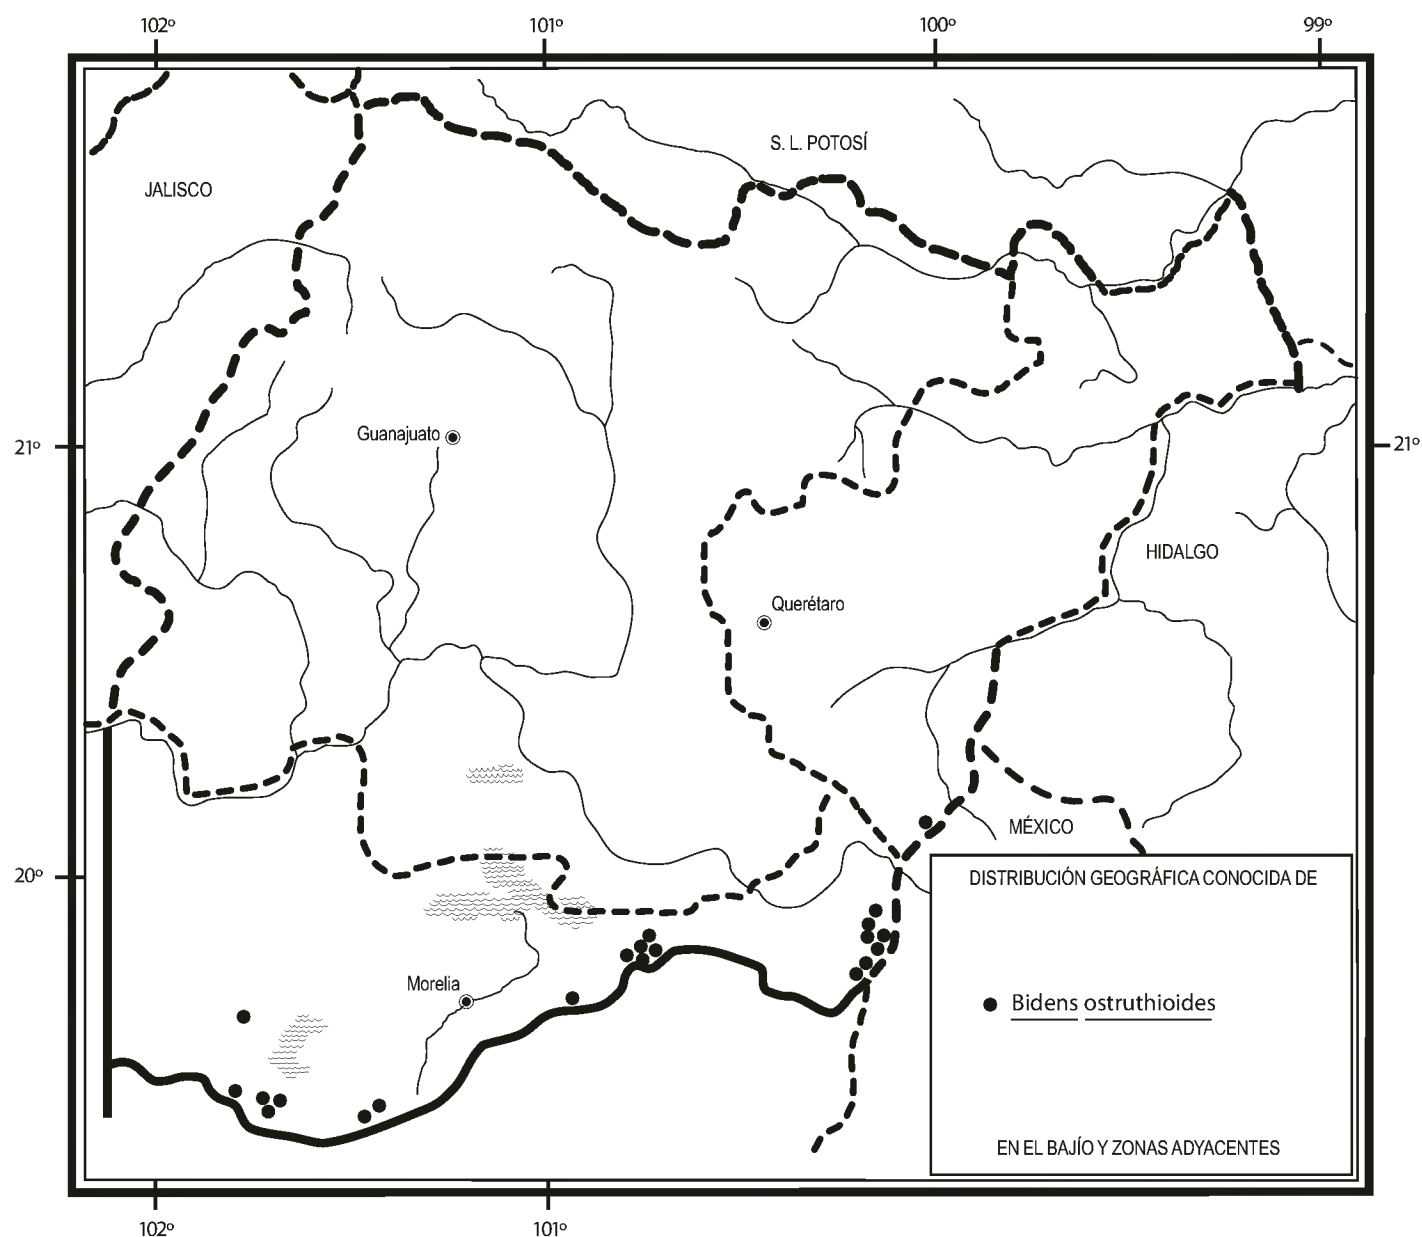 102º 101º 100º 99º
S. L. POTOSÍ
JALISCO
Guanajuato
21º 21º
HIDALGO
Querétaro
MÉXICO
20º
DISTRIBUCIÓN GEOGRÁFICA CONOCIDA DE
Morelia
Bidens ostruthioides
EN EL BAJÍO Y ZONAS ADYACENTES
102º 101º